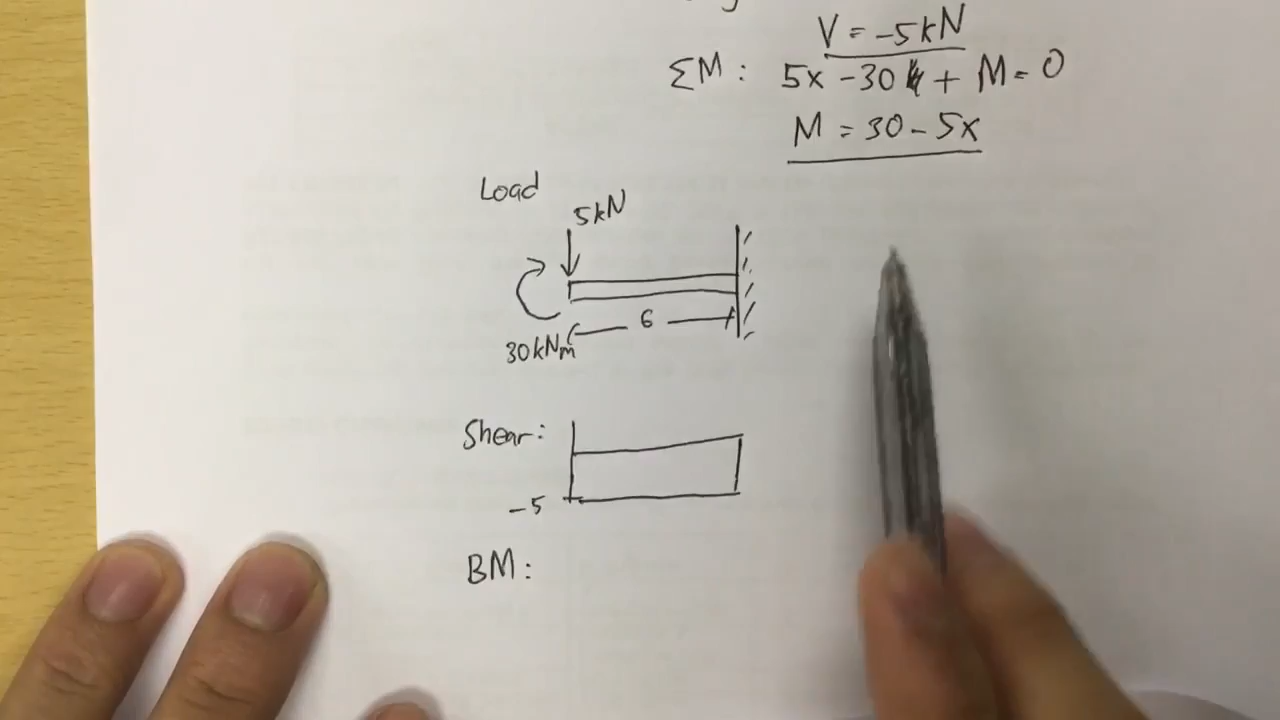 V = -5kN
ΣM: 5x - 30 + M = 0
M = 30 - 5x
Load
5kN
6
30kNm
Shear:
-5
BM: